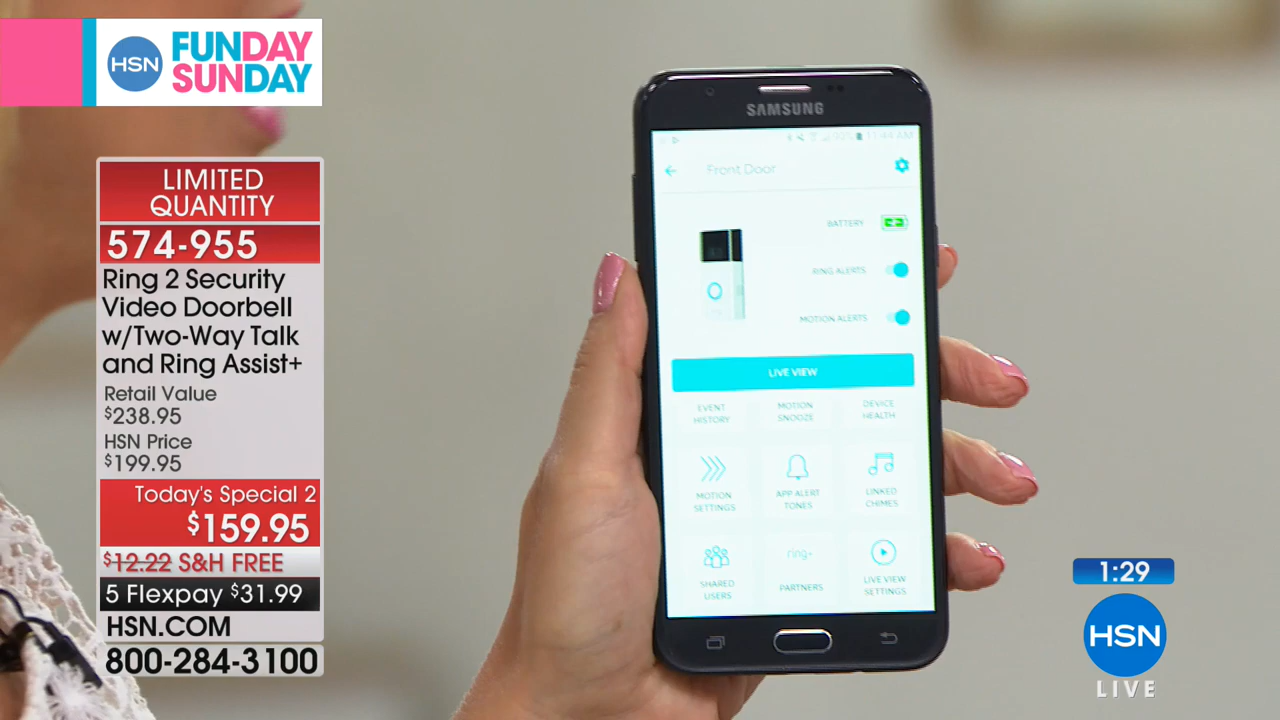 HSN
FUNDAY
SUNDAY
LIMITED
QUANTITY
574-955
Ring 2 Security
Video Doorbell
w/Two-Way Talk
and Ring Assist+
Retail Value
$238.95
HSN Price
$199.95
Today's Special 2
$159.95
$12.22 S&H FREE
5 Flexpay $31.99
HSN.COM
800-284-3100
SAMSUNG
11:44 AM
Front Door
BATTERY
RING ALERTS
MOTION ALERTS
LIVE VIEW
EVENT
HISTORY
MOTION
SNOOZE
DEVICE
HEALTH
MOTION
SETTINGS
APP ALERT
TONES
LINKED
CHIMES
SHARED
USERS
ring+
PARTNERS
LIVE VIEW
SETTINGS
1:29
HSN
LIVE